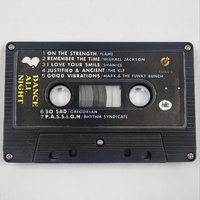 1 ON THE STRENGTH/FLAME
2 REMEMBER THE TIME/MICHAEL JACKSON
3 I LOVE YOUR SMILE/SHANICE
4 JUSTIFIED & ANCIENT/THE KLF
5 GOOD VIBRATIONS/MARK & THE FUNKY BUNCH
DANCE
ALL
NIGHT
6 SO SAD/GREGORIAN
7 P.A.S.S.I.O.N/RHYTHM SYNDICATE